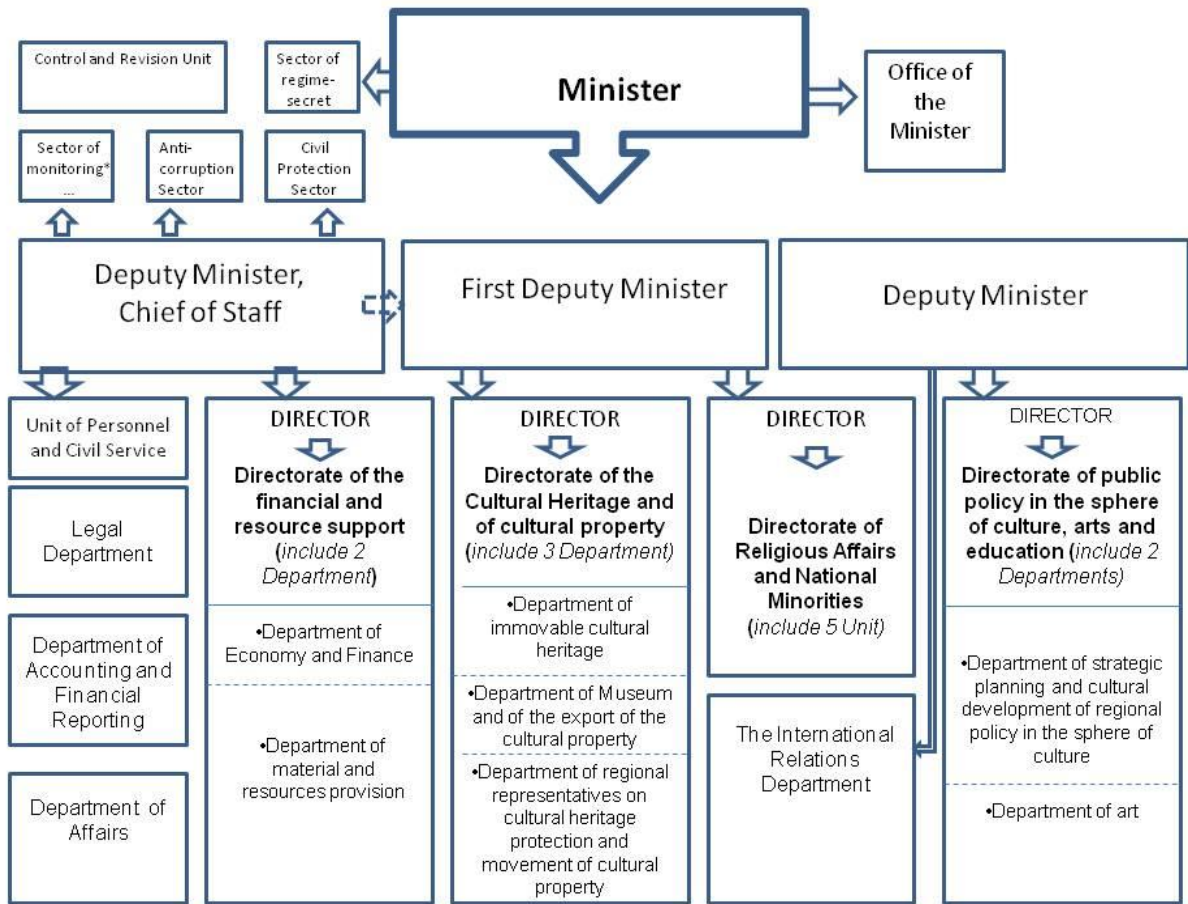 Control and Revision Unit
Sector of
regime-
secret
Minister
Office of
the
Minister
Sector of
monitoring*
...
Anti-
corruption
Sector
Civil
Protection
Sector
Deputy Minister,
Chief of Staff
First Deputy Minister
Deputy Minister
Unit of Personnel
and Civil Service
Legal
Department
Department of
Accounting and
Financial
Reporting
Department of
Affairs
DIRECTOR
Directorate of the
financial and
resource support
(include 2
Department)
•Department of
Economy and Finance
•Department of
material and
resources provision
DIRECTOR
Directorate of the
Cultural Heritage and
of cultural property
(include 3 Department)
•Department of
immovable cultural
heritage
•Department of Museum
and of the export of the
cultural property
•Department of regional
representatives on
cultural heritage
protection and
movement of cultural
property
DIRECTOR
Directorate of
Religious Affairs
and National
Minorities
(include 5 Unit)
The International
Relations
Department
DIRECTOR
Directorate of public
policy in the sphere
of culture, arts and
education (include 2
Departments)
•Department of strategic
planning and cultural
development of regional
policy in the sphere of
culture
•Department of art